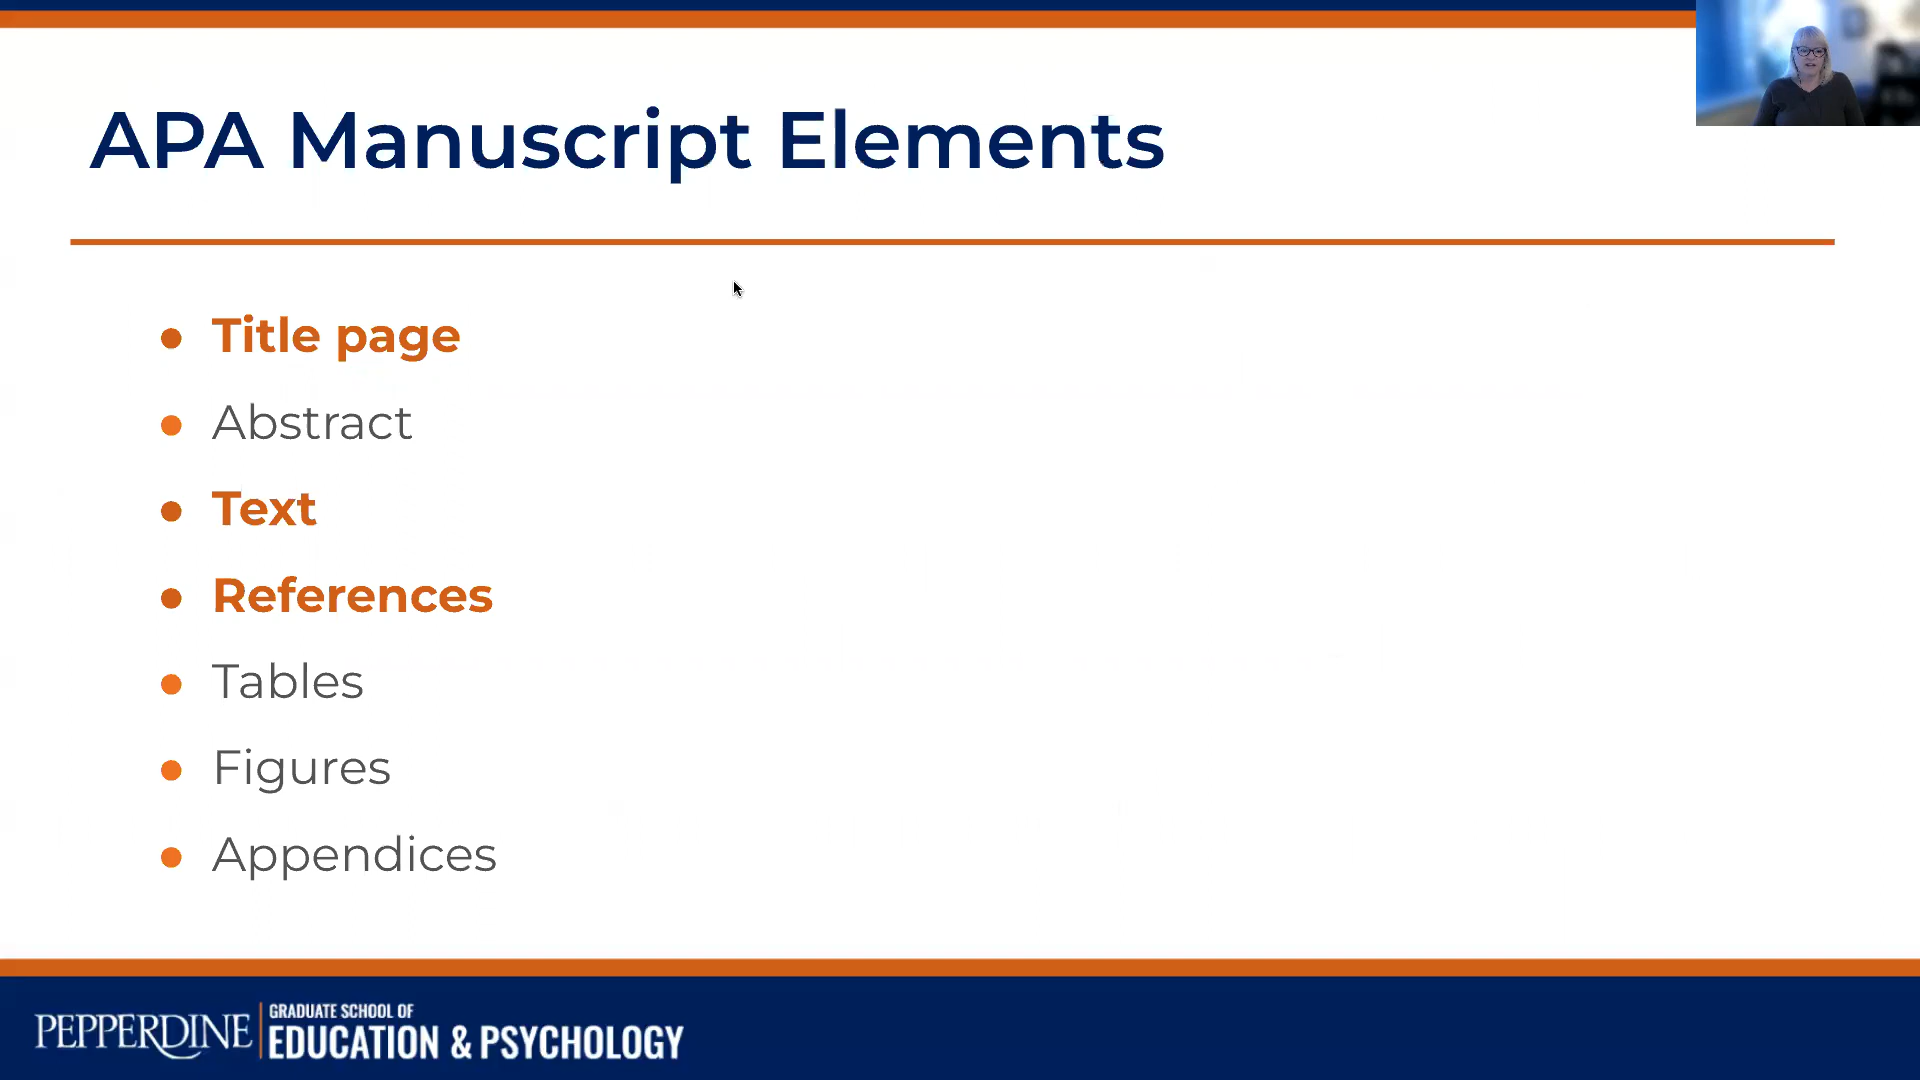 APA Manuscript Elements
Title page
Abstract
Text
References
Tables
Figures
Appendices
PEPPERDINE
GRADUATE SCHOOL OF
EDUCATION & PSYCHOLOGY